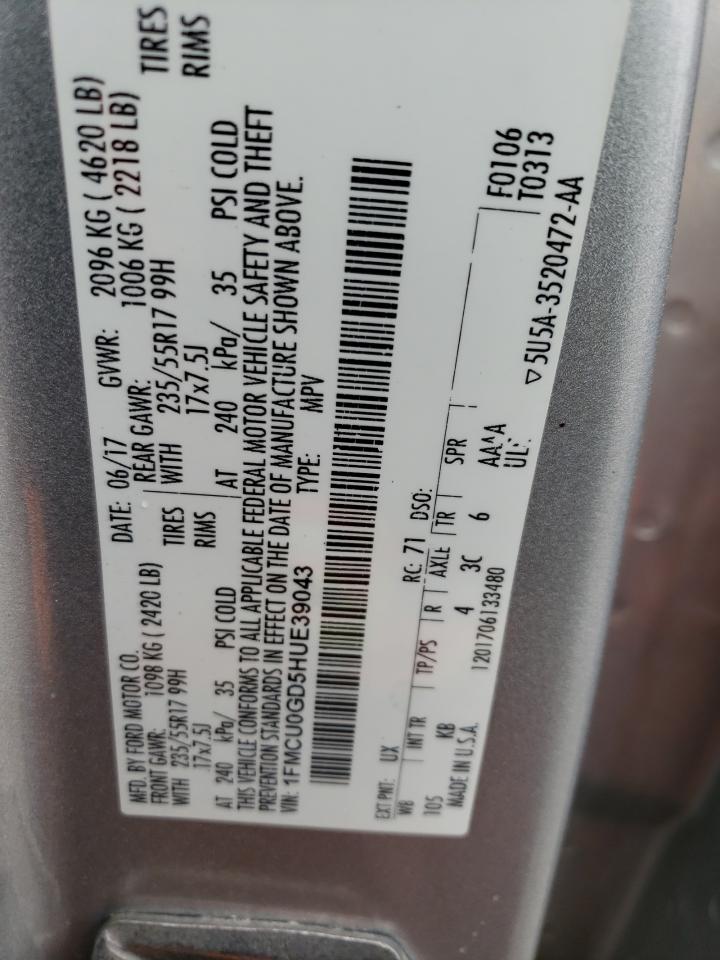 MFD. BY FORD MOTOR CO.
DATE: 06/17 GVWR: 2096 KG ( 4620 LB)
FRONT GAWR: 1098 KG ( 2420 LB) REAR GAWR: 1006 KG ( 2218 LB)
WITH 235/55R17 99H TIRES WITH 235/55R17 99H TIRES
17x7.5J RIMS 17x7.5J RIMS
AT 240 kPa/ 35 PSI COLD AT 240 kPa/ 35 PSI COLD
THIS VEHICLE CONFORMS TO ALL APPLICABLE FEDERAL MOTOR VEHICLE SAFETY AND THEFT
PREVENTION STANDARDS IN EFFECT ON THE DATE OF MANUFACTURE SHOWN ABOVE.
VIN: 1FMCU0GD5HUE39043 TYPE: MPV
F0106
T0313
EXT PNT: UX RC: 71 DSO:
WB INT TR TP/PS R AXLE TR SPR
105 KB 4 3C 6 AA^A
MADE IN U.S.A. 1201706133480
▽5U5A-3520472-AA